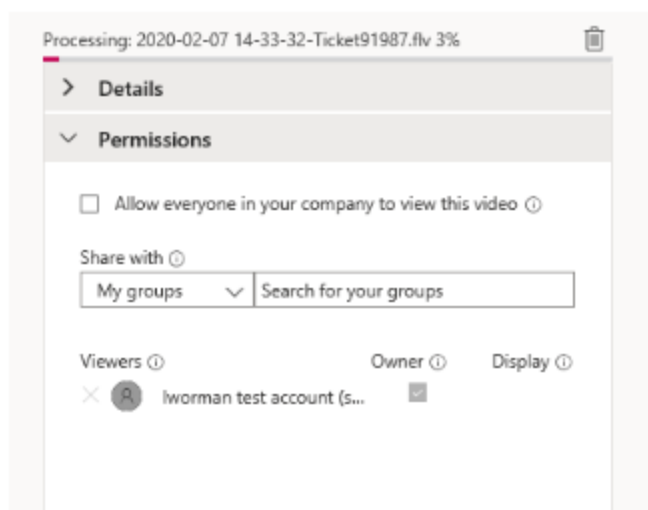 Processing: 2020-02-07 14-33-32-Ticket91987.flv 3%
Details
Permissions
Allow everyone in your company to view this video
Share with
My groups Search for your groups
Viewers Owner Display
lworman test account (s...